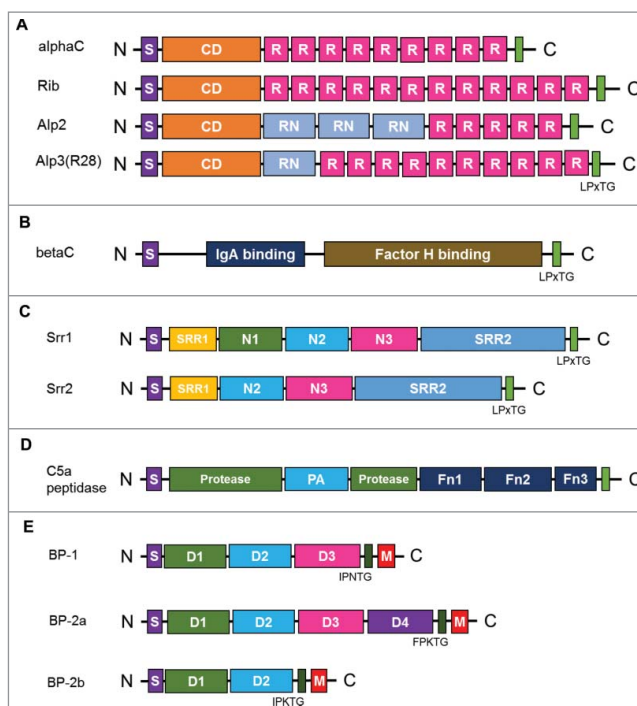 A
alphaC N S CD R R R R R R R R R C
Rib N S CD R R R R R R R R R R R R C
Alp2 N S CD RN RN RN R R R R R C
Alp3(R28) N S CD RN R R R R R R R R R R C
LPxTG
B
betaC N S IgA binding Factor H binding C
LPxTG
C
Srr1 N S SRR1 N1 N2 N3 SRR2 C
LPxTG
Srr2 N S SRR1 N2 N3 SRR2 C
LPxTG
D
C5a
peptidase N S Protease PA Protease Fn1 Fn2 Fn3 C
E
BP-1 N S D1 D2 D3 M C
IPNTG
BP-2a N S D1 D2 D3 D4 M C
FPKTG
BP-2b N S D1 D2 M C
IPKTG